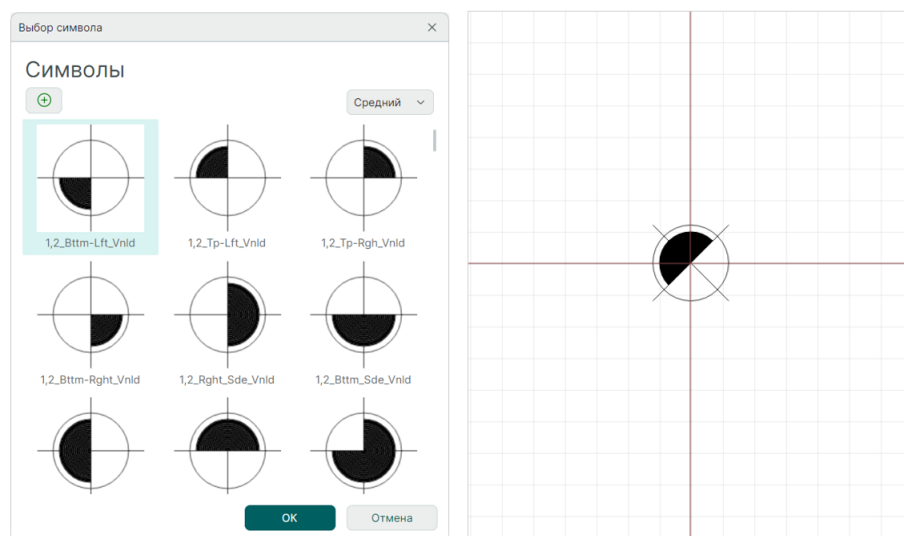 Выбор символа
Символы
Средний
1,2_Bttm-Lft_Vnld
1,2_Tp-Lft_Vnld
1,2_Tp-Rgh_Vnld
1,2_Bttm-Rght_Vnld
1,2_Rght_Sde_Vnld
1,2_Bttm_Sde_Vnld
ОК
Отмена